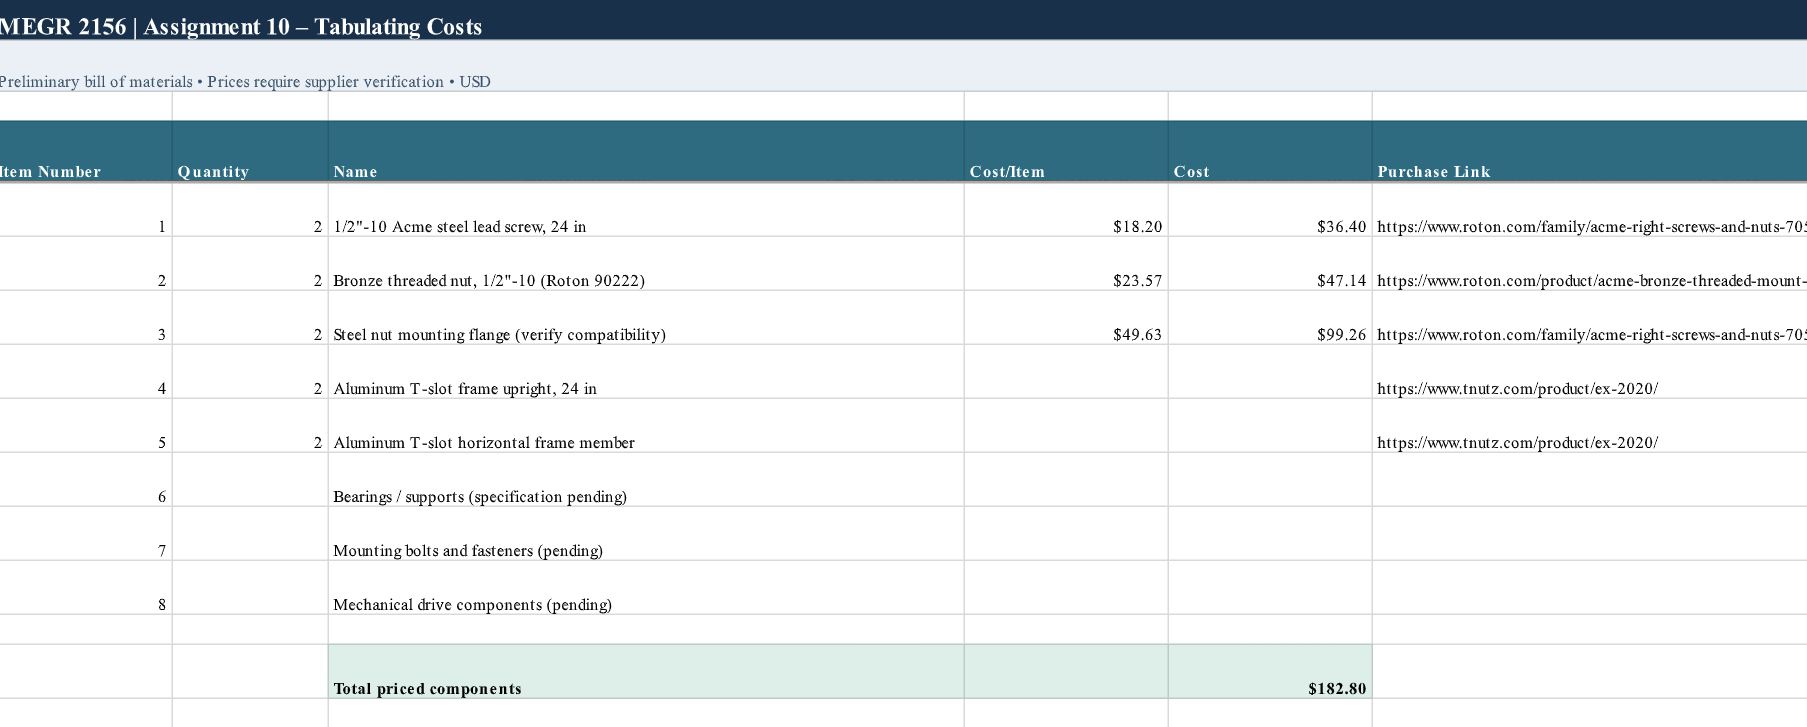 MEGR 2156 | Assignment 10 – Tabulating Costs
Preliminary bill of materials • Prices require supplier verification • USD
Item Number Quantity Name Cost/Item Cost Purchase Link
1 2 1/2"-10 Acme steel lead screw, 24 in $18.20 $36.40 https://www.roton.com/family/acme-right-screws-and-nuts-705
2 2 Bronze threaded nut, 1/2"-10 (Roton 90222) $23.57 $47.14 https://www.roton.com/product/acme-bronze-threaded-mount-
3 2 Steel nut mounting flange (verify compatibility) $49.63 $99.26 https://www.roton.com/family/acme-right-screws-and-nuts-705
4 2 Aluminum T-slot frame upright, 24 in https://www.tnutz.com/product/ex-2020/
5 2 Aluminum T-slot horizontal frame member https://www.tnutz.com/product/ex-2020/
6 Bearings / supports (specification pending)
7 Mounting bolts and fasteners (pending)
8 Mechanical drive components (pending)
Total priced components $182.80